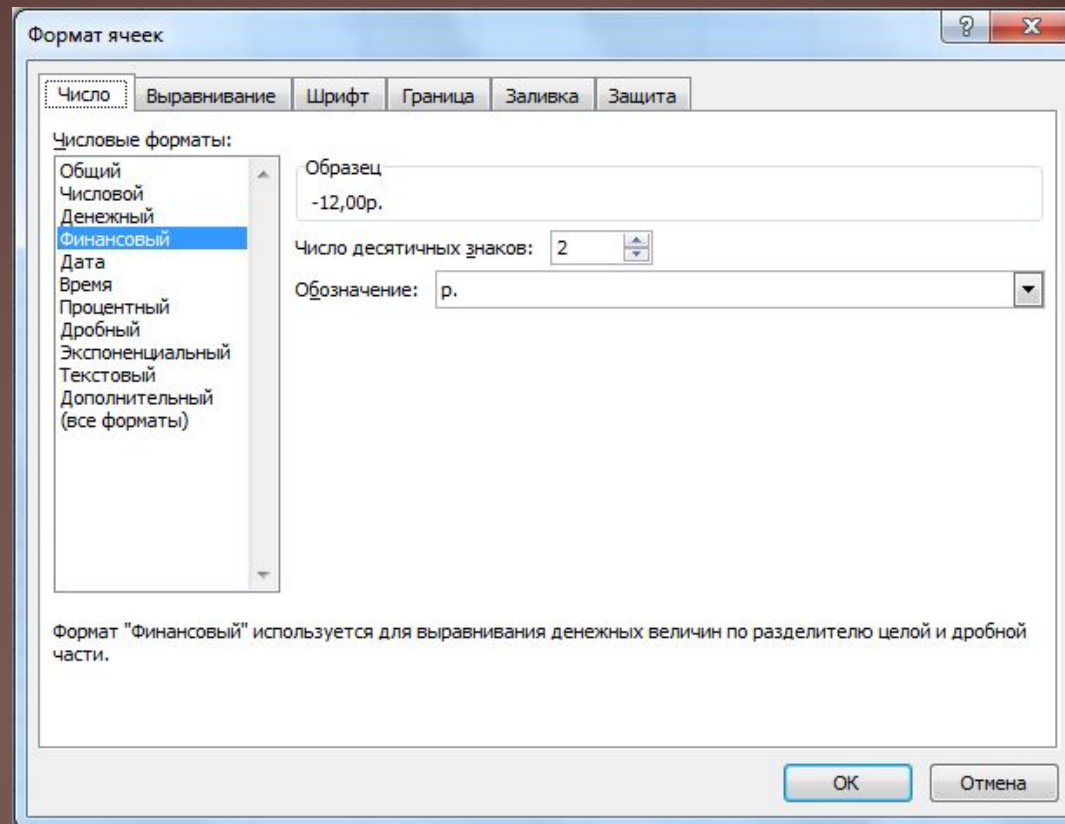 Формат ячеек
Число
Выравнивание
Шрифт
Граница
Заливка
Защита
Числовые форматы:
Общий
Числовой
Денежный
Финансовый
Дата
Время
Процентный
Дробный
Экспоненциальный
Текстовый
Дополнительный
(все форматы)
Образец
-12,00р.
Число десятичных знаков: 2
Обозначение: р.
Формат "Финансовый" используется для выравнивания денежных величин по разделителю целой и дробной
части.
ОК
Отмена